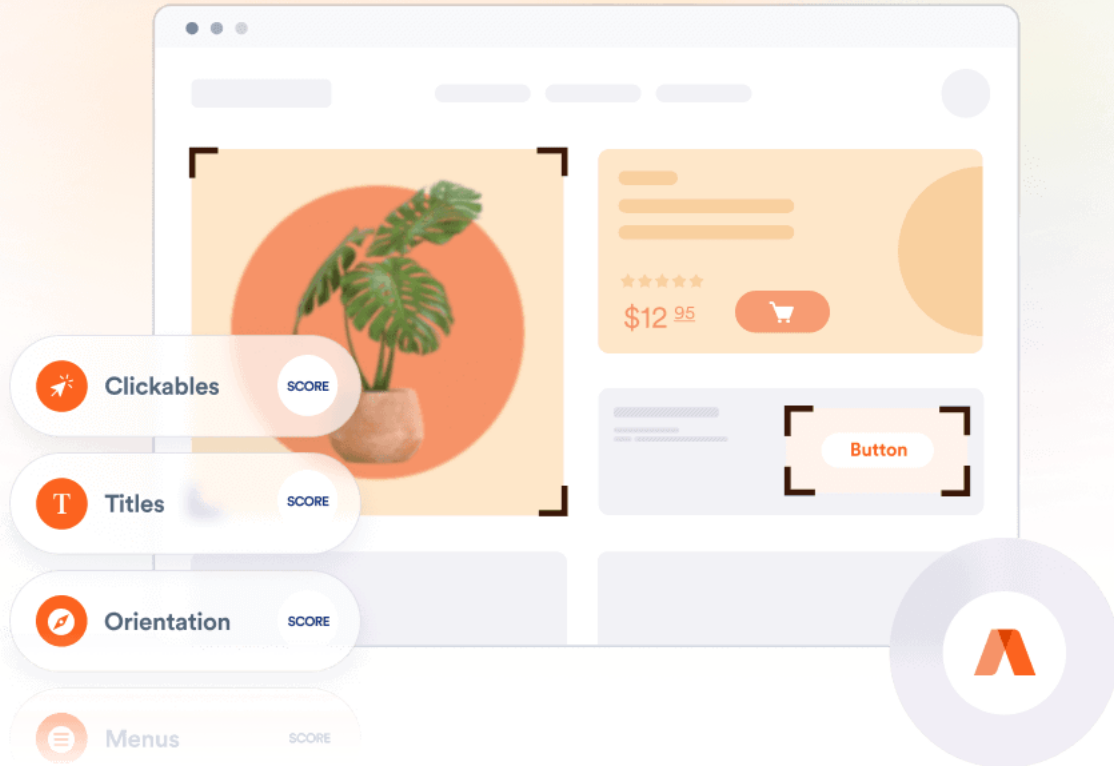 $12 95
Button
Clickables SCORE
T Titles SCORE
Orientation SCORE
Menus SCORE